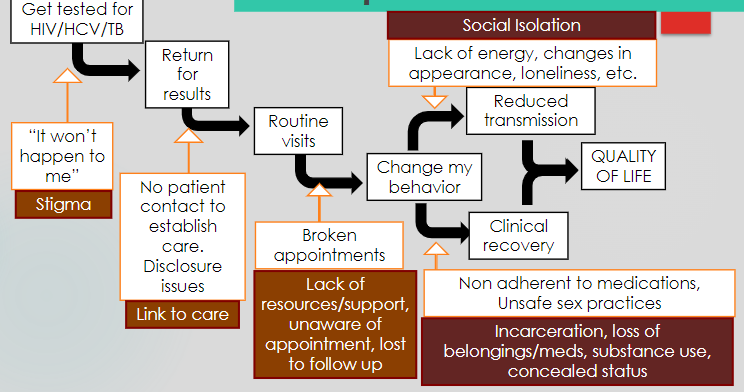 Get tested for
HIV/HCV/TB
Return
for
results
Routine
visits
Change my
behavior
Reduced
transmission
Clinical
recovery
QUALITY
OF LIFE
Social Isolation
Lack of energy, changes in
appearance, loneliness, etc.
“It won’t
happen to
me”
Stigma
No patient
contact to
establish
care.
Disclosure
issues
Link to care
Broken
appointments
Lack of
resources/support,
unaware of
appointment, lost
to follow up
Non adherent to medications,
Unsafe sex practices
Incarceration, loss of
belongings/meds, substance use,
concealed status